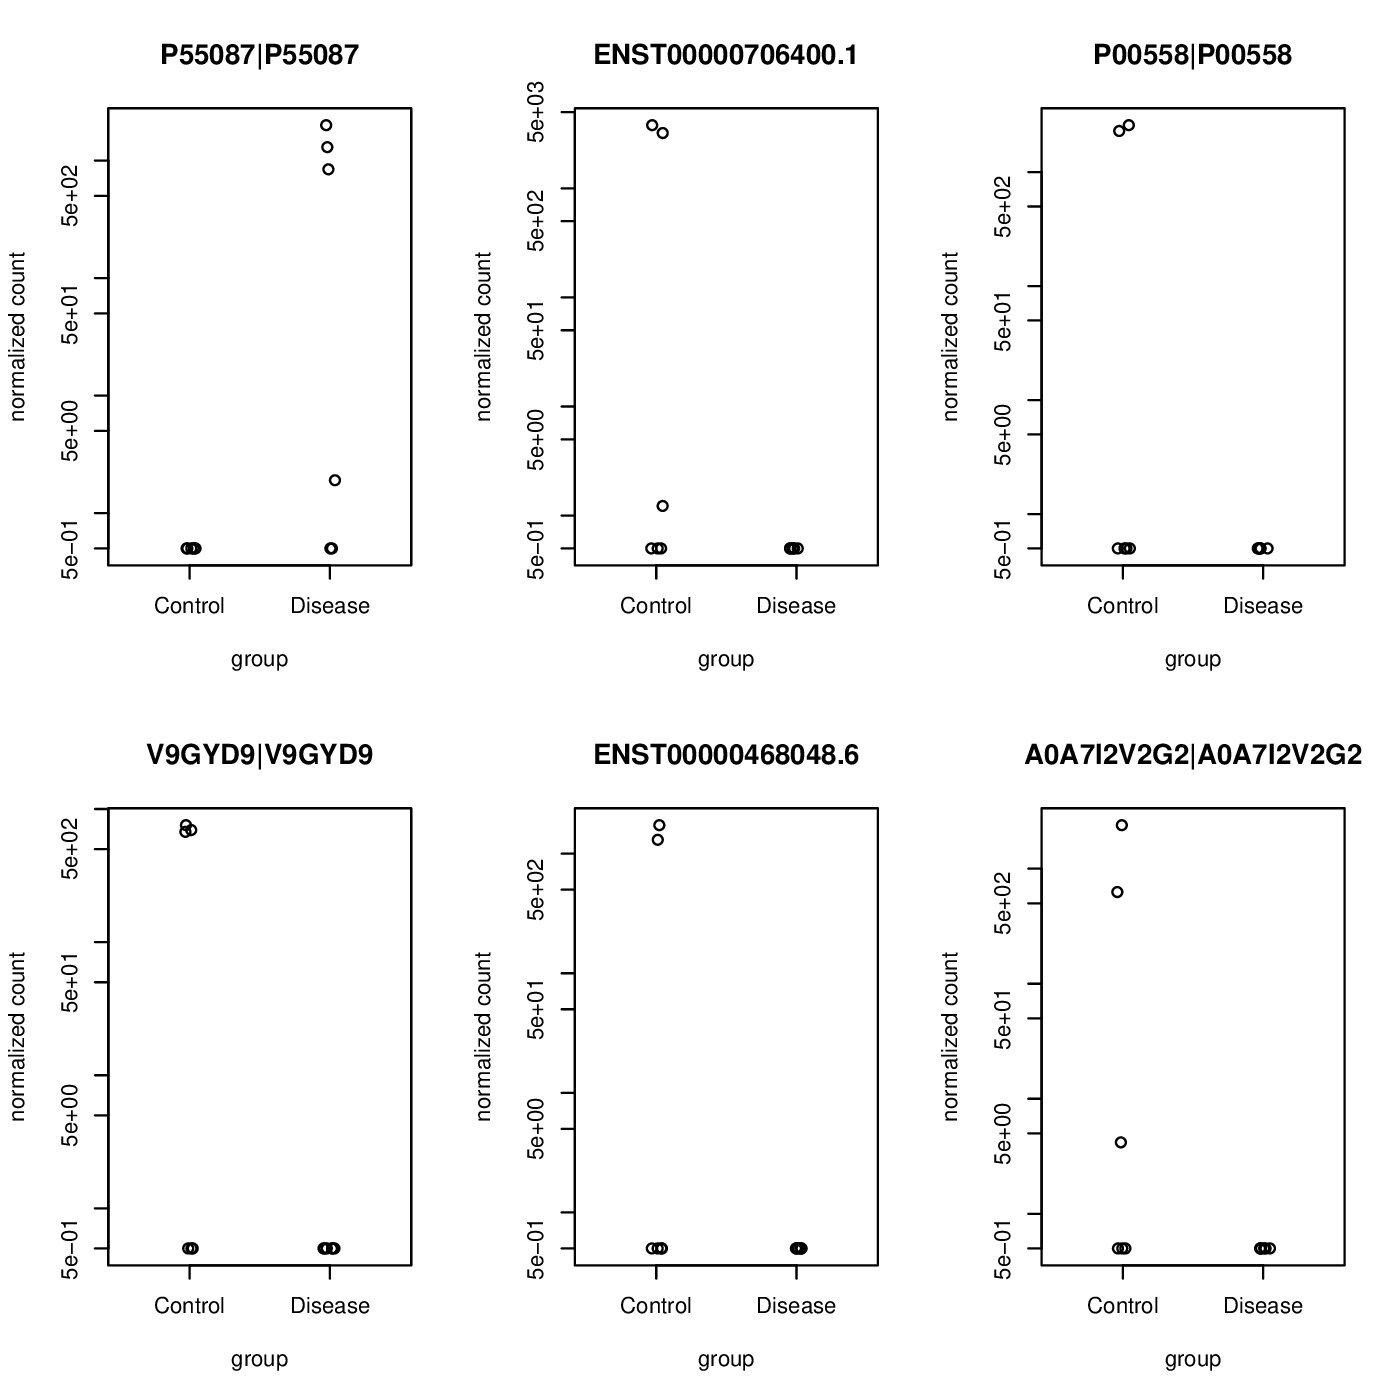 P55087|P55087
normalized count
5e−01 5e+00 5e+01 5e+02
Control Disease
group
ENST00000706400.1
normalized count
5e−01 5e+00 5e+01 5e+02 5e+03
Control Disease
group
P00558|P00558
normalized count
5e−01 5e+00 5e+01 5e+02
Control Disease
group
V9GYD9|V9GYD9
normalized count
5e−01 5e+00 5e+01 5e+02
Control Disease
group
ENST00000468048.6
normalized count
5e−01 5e+00 5e+01 5e+02
Control Disease
group
A0A7I2V2G2|A0A7I2V2G2
normalized count
5e−01 5e+00 5e+01 5e+02
Control Disease
group